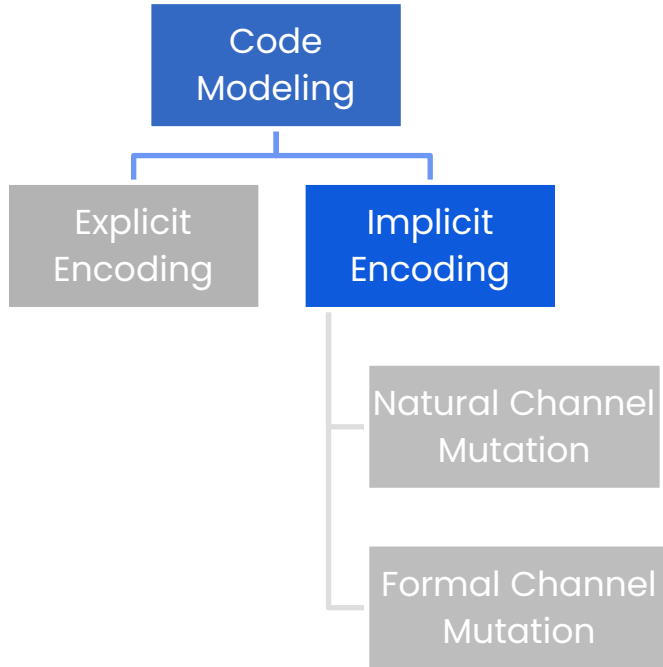 Code
Modeling
Explicit
Encoding
Implicit
Encoding
Natural Channel
Mutation
Formal Channel
Mutation